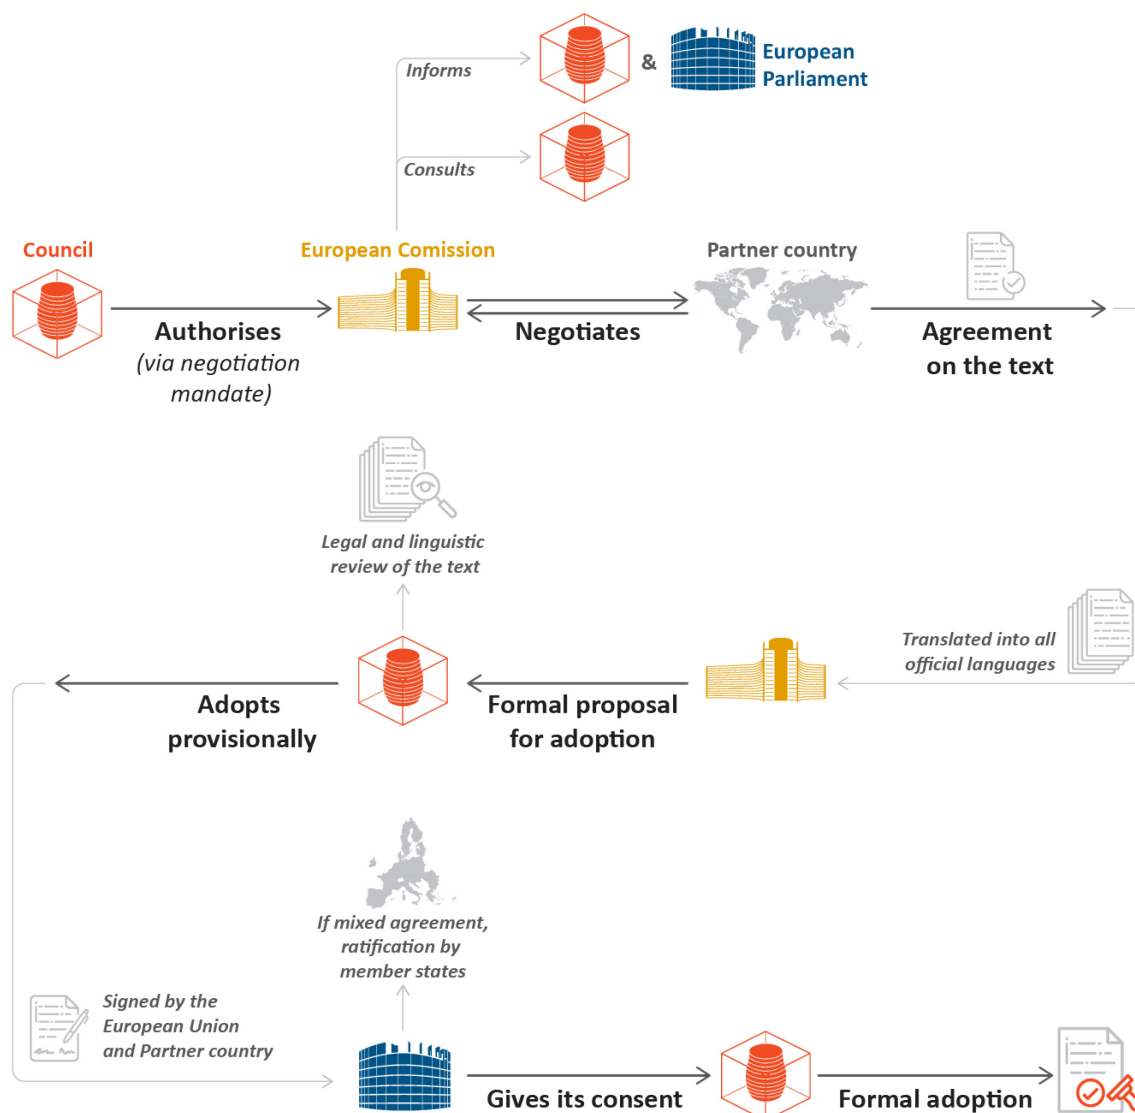 Informs
&
European
Parliament
Consults
Council
European Comission
Partner country
Authorises
(via negotiation
mandate)
Negotiates
Agreement
on the text
Legal and linguistic
review of the text
Translated into all
official languages
Adopts
provisionally
Formal proposal
for adoption
If mixed agreement,
ratification by
member states
Signed by the
European Union
and Partner country
Gives its consent
Formal adoption